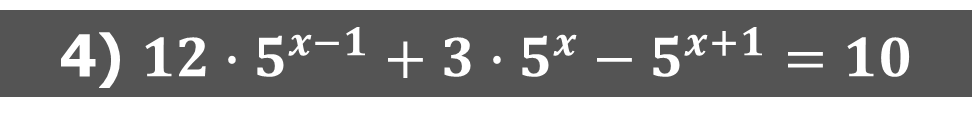 4) 12 · 5^{x−1} + 3 · 5^{x} − 5^{x+1} = 10